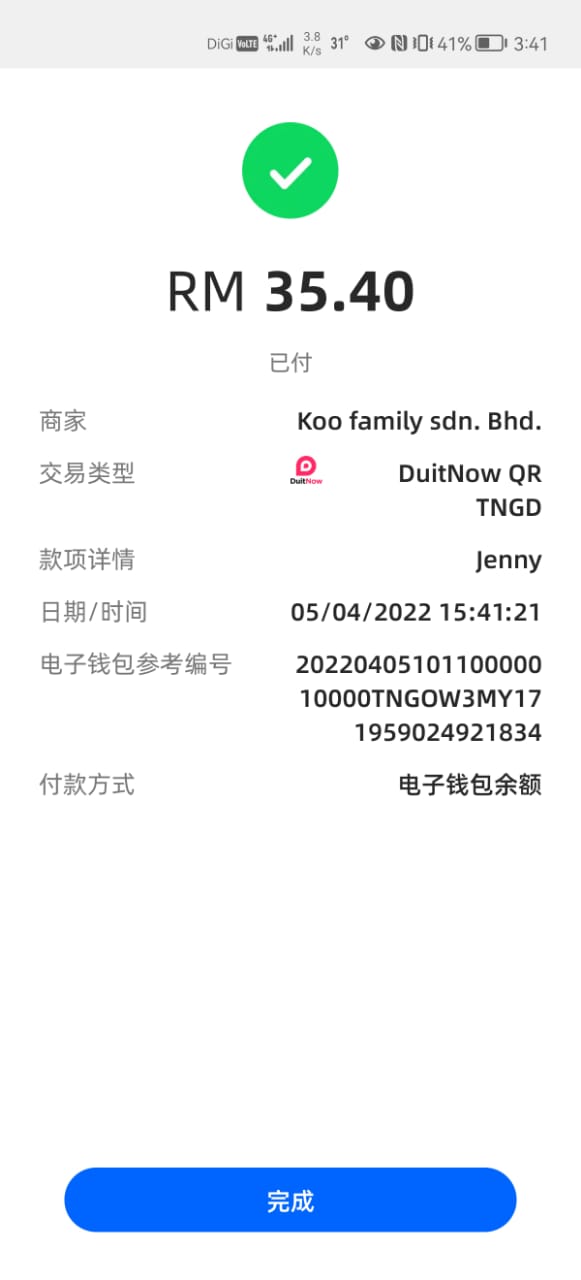 DiGi VoLTE 4G+ 3.8 K/s 31° 41% 3:41
RM 35.40
已付
商家 Koo family sdn. Bhd.
交易类型 DuitNow DuitNow QR
TNGD
款项详情 Jenny
日期/时间 05/04/2022 15:41:21
电子钱包参考编号 20220405101100000
10000TNGOW3MY17
1959024921834
付款方式 电子钱包余额
完成